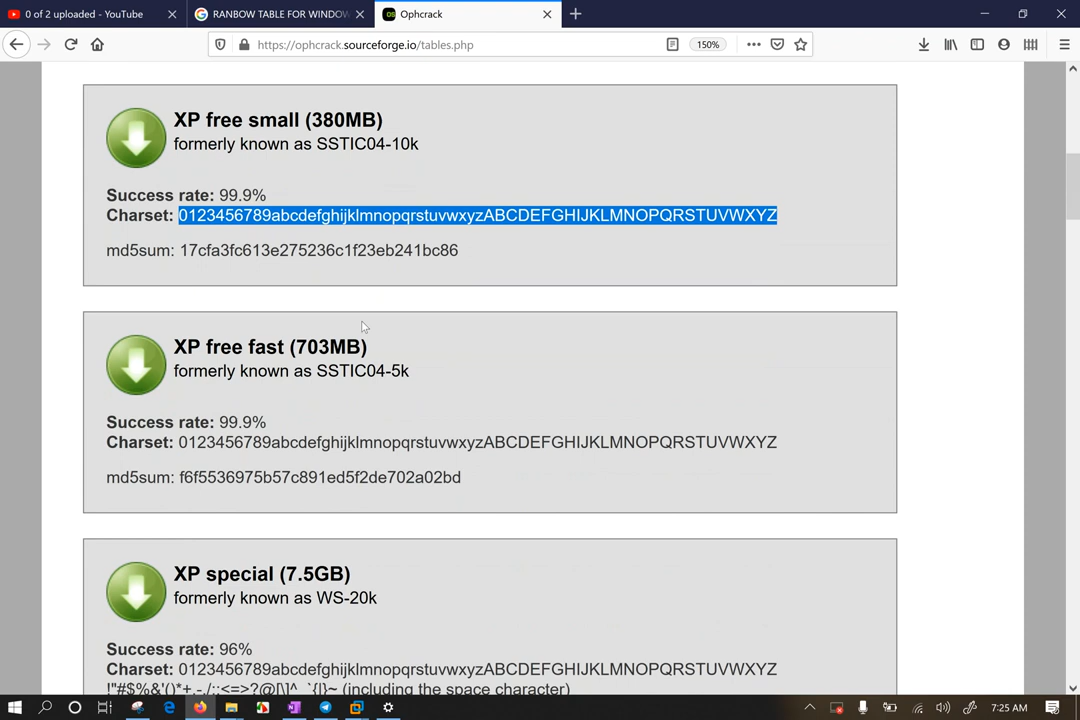 0 of 2 uploaded - YouTube
RANBOW TABLE FOR WINDOW
Ophcrack
https://ophcrack.sourceforge.io/tables.php
150%
XP free small (380MB)
formerly known as SSTIC04-10k
Success rate: 99.9%
Charset: 0123456789abcdefghijklmnopqrstuvwxyzABCDEFGHIJKLMNOPQRSTUVWXYZ
md5sum: 17cfa3fc613e275236c1f23eb241bc86
XP free fast (703MB)
formerly known as SSTIC04-5k
Success rate: 99.9%
Charset: 0123456789abcdefghijklmnopqrstuvwxyzABCDEFGHIJKLMNOPQRSTUVWXYZ
md5sum: f6f5536975b57c891ed5f2de702a02bd
XP special (7.5GB)
formerly known as WS-20k
Success rate: 96%
Charset: 0123456789abcdefghijklmnopqrstuvwxyzABCDEFGHIJKLMNOPQRSTUVWXYZ
!"#$%&'()*+,-./:;<=>?@[\]^_`{|}~ (including the space character)
7:25 AM